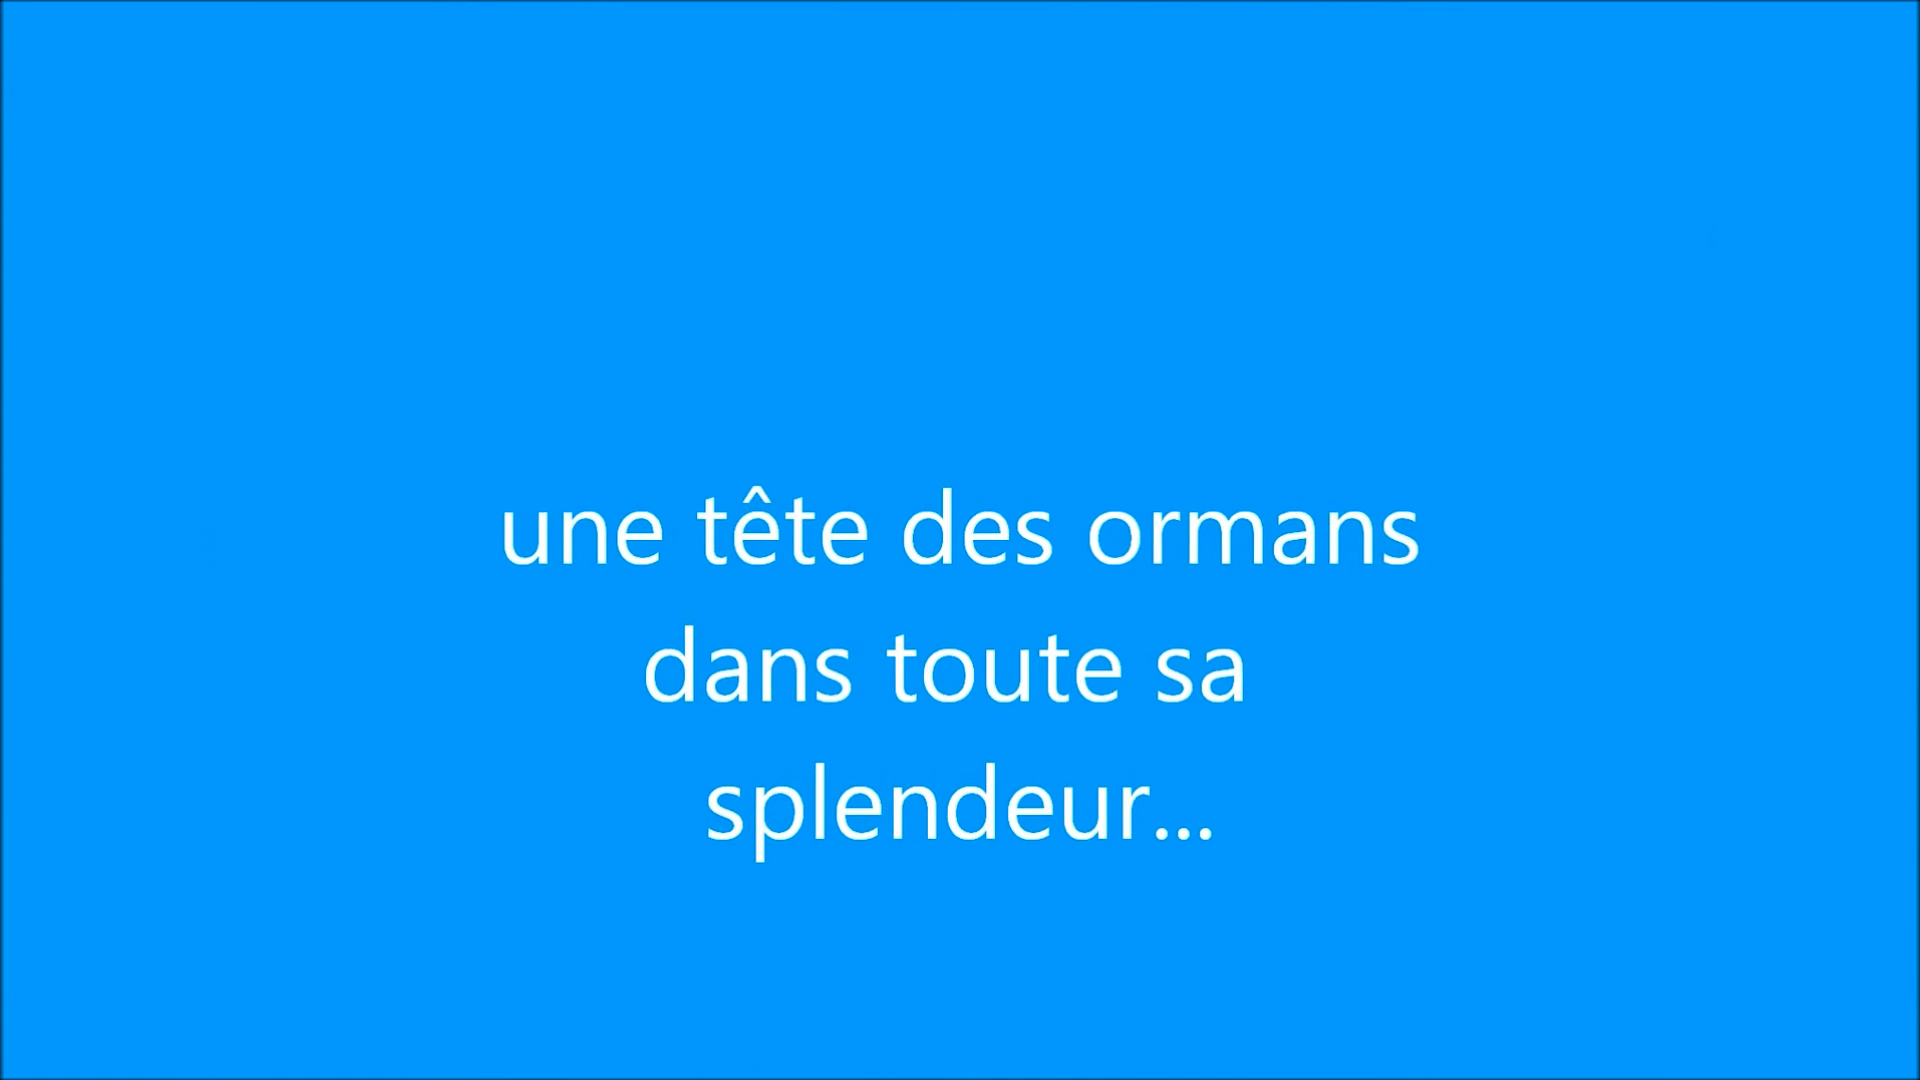 une tête des ormans
dans toute sa
splendeur...